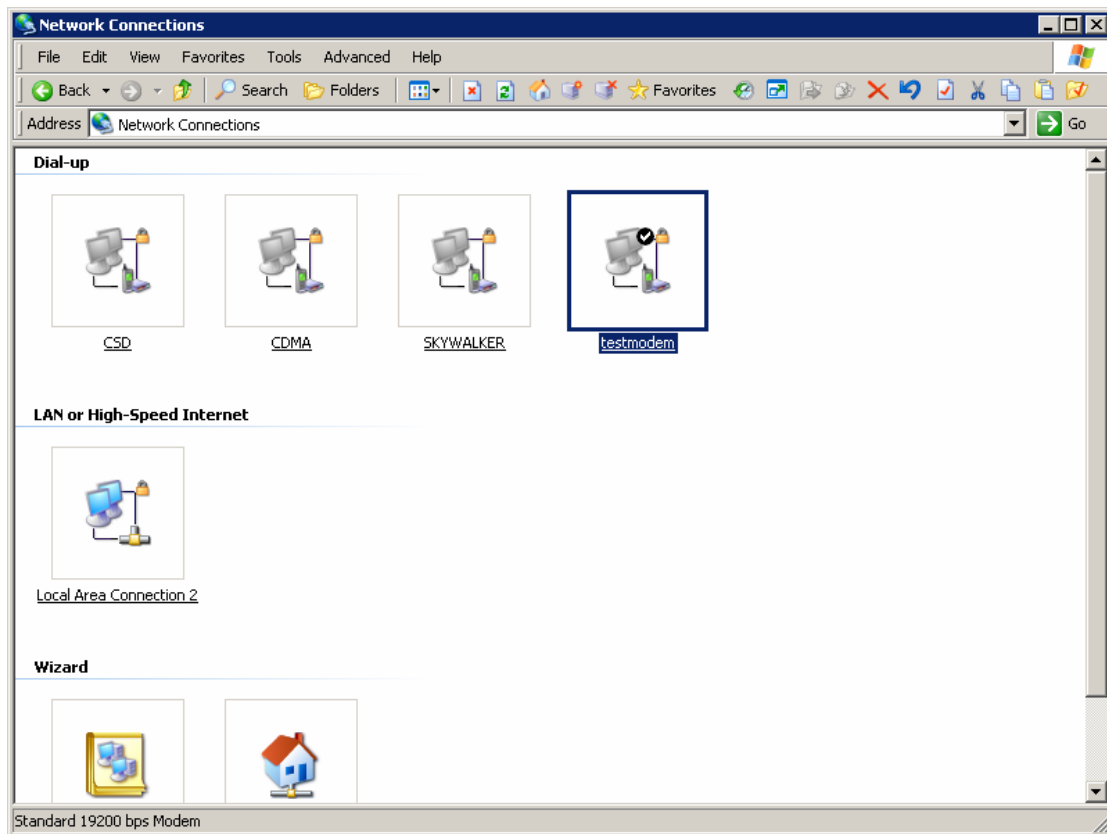 Network Connections
File Edit View Favorites Tools Advanced Help
Back Search Folders Favorites
Address Network Connections Go
Dial-up
CSD CDMA SKYWALKER testmodem
LAN or High-Speed Internet
Local Area Connection 2
Wizard
Standard 19200 bps Modem